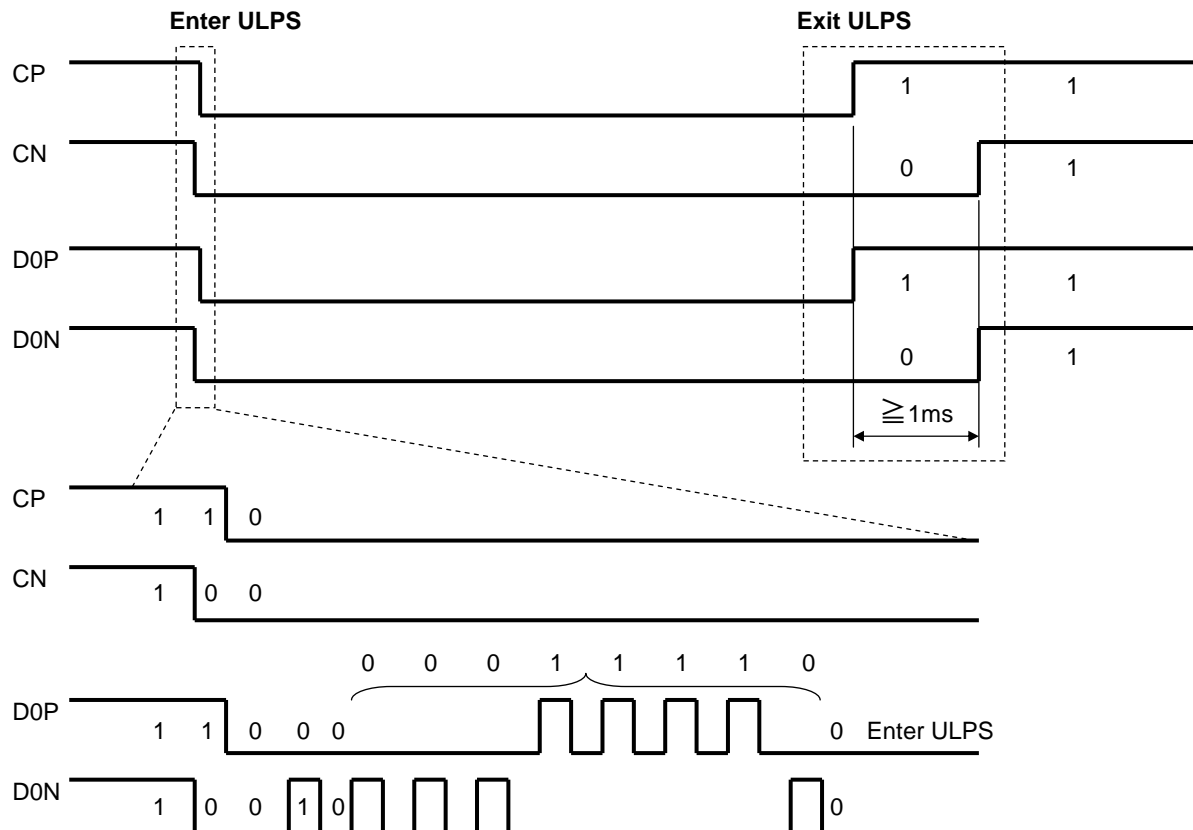 Enter ULPS Exit ULPS
CP 1 1
CN 0 1
D0P 1 1
D0N 0 1
≧1ms
CP 1 1 0
CN 1 0 0
0 0 0 1 1 1 1 0
D0P 1 1 0 0 0 0 Enter ULPS
D0N 1 0 0 1 0 0